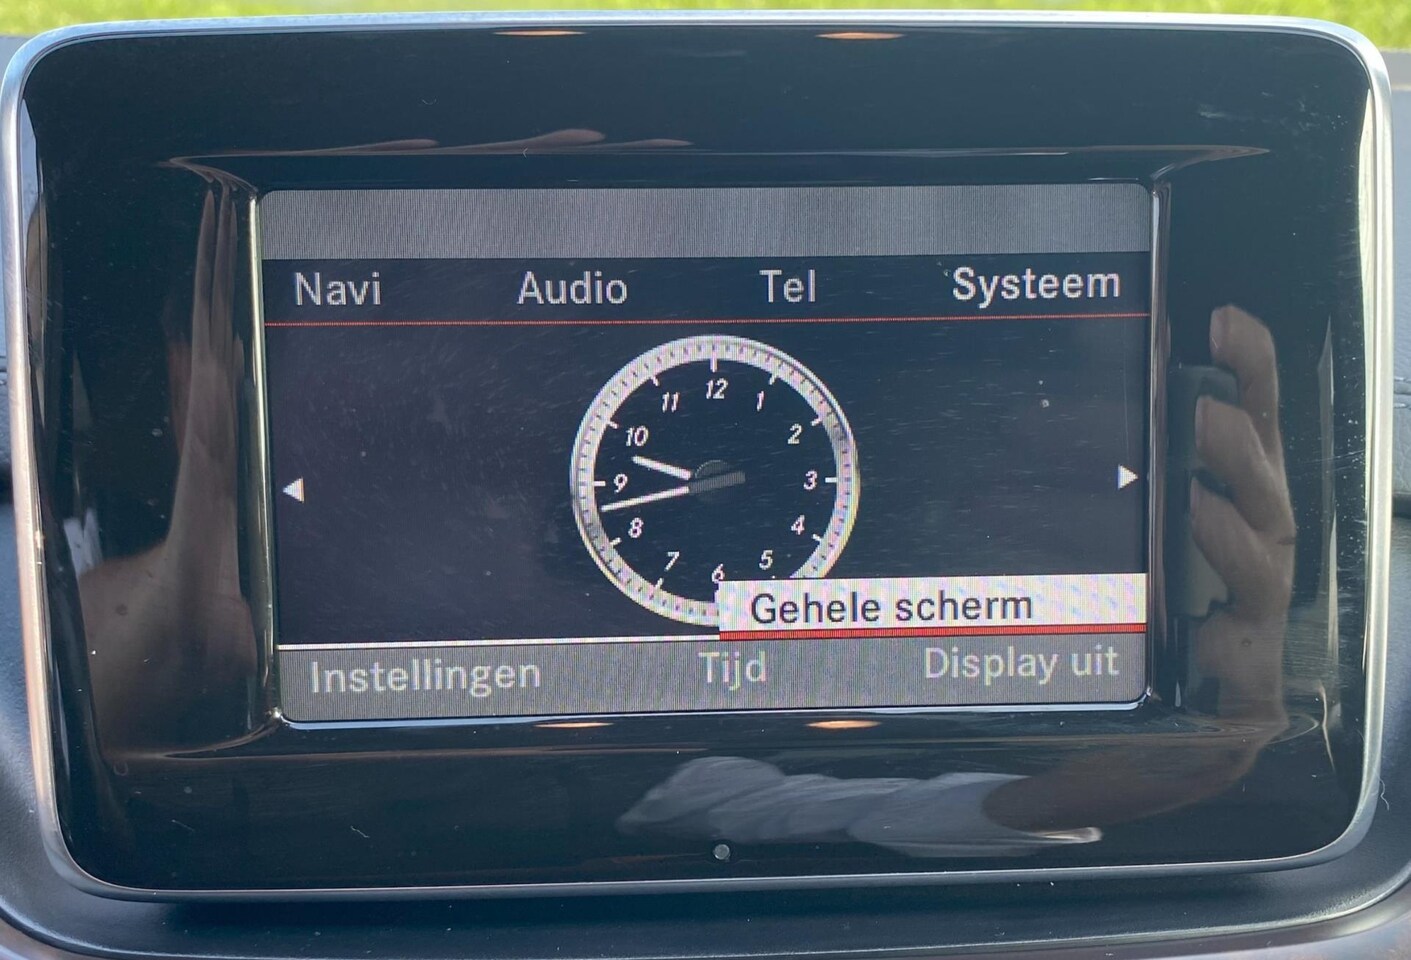 Navi Audio Tel Systeem
12
11 1
10 2
9 3
8 4
7 5
6
Gehele scherm
Instellingen Tijd Display uit